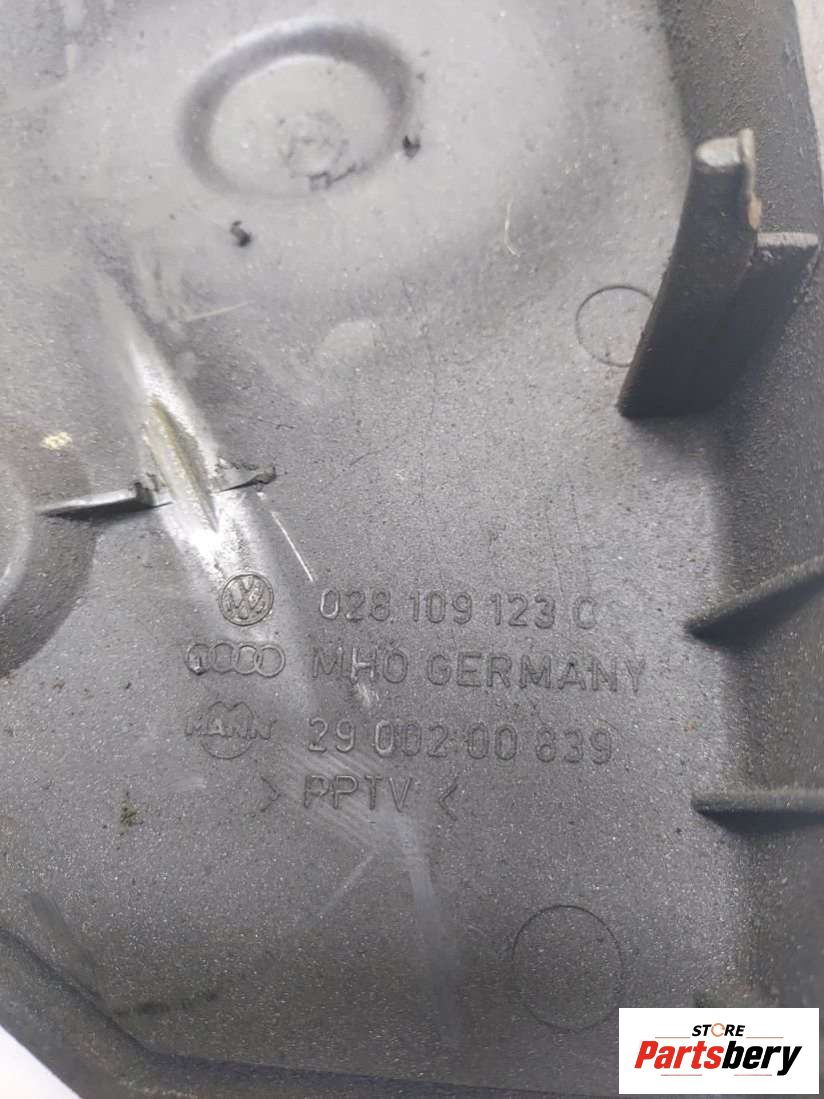 028 109 123 C
MHO GERMANY
MANN
29 002 00 839
> PPTV <
STORE
Partsbery